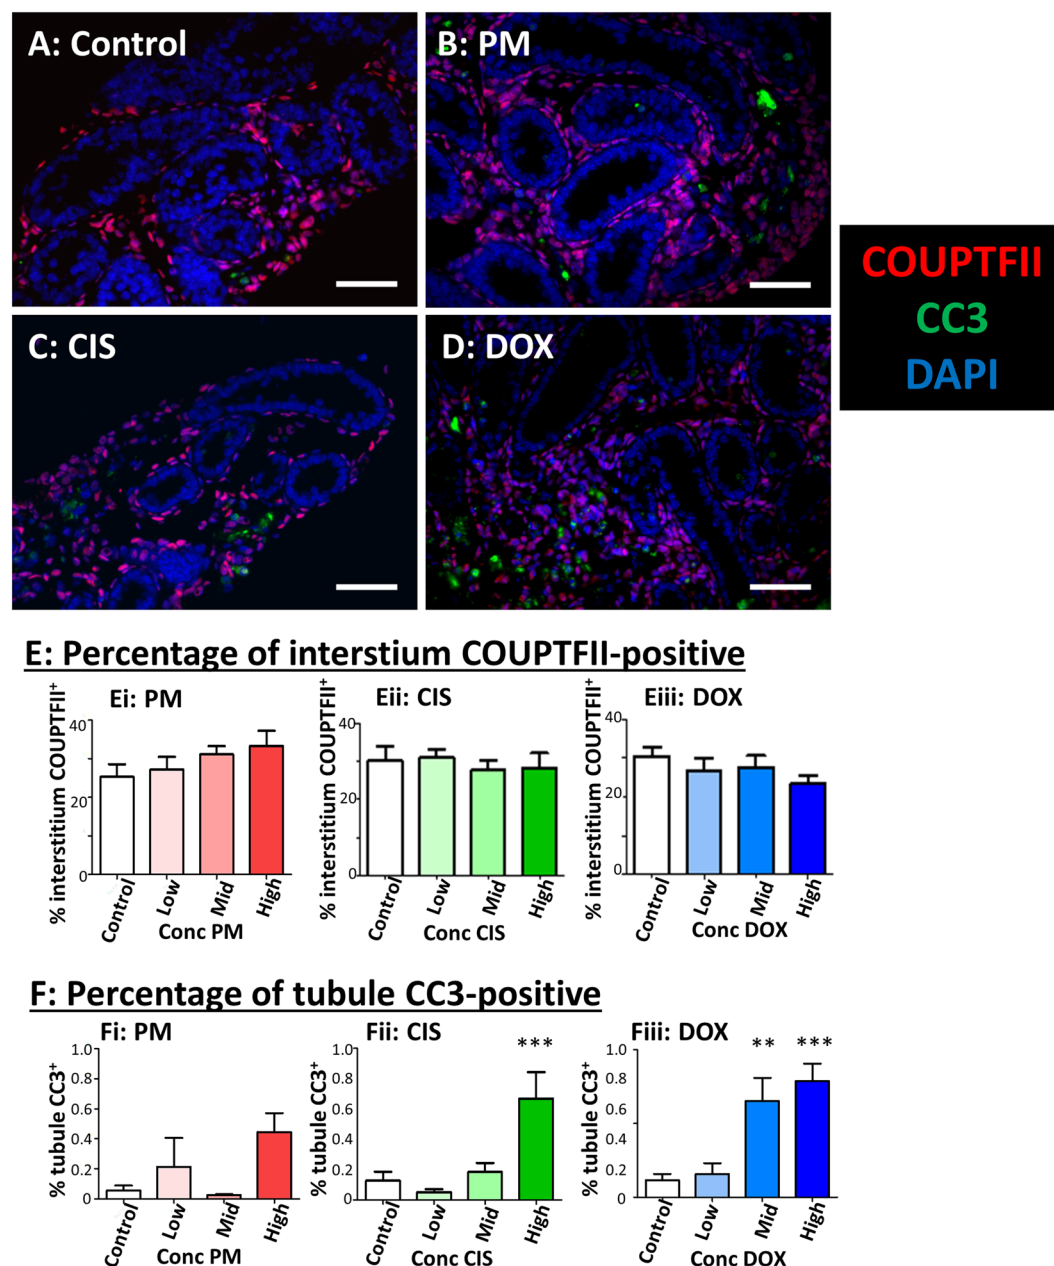 A: Control
B: PM
C: CIS
D: DOX
COUPTFII
CC3
DAPI
E: Percentage of interstium COUPTFII-positive
Ei: PM
% interstitium COUPTFII+
40
20
0
Control
Low
Mid
High
Conc PM
Eii: CIS
% interstitium COUPTFII+
40
20
0
Control
Low
Mid
High
Conc CIS
Eiii: DOX
% interstitium COUPTFII+
40
20
0
Control
Low
Mid
High
Conc DOX
F: Percentage of tubule CC3-positive
Fi: PM
% tubule CC3+
1.0
0.8
0.6
0.4
0.2
0
Control
Low
Mid
High
Conc PM
Fii: CIS
***
% tubule CC3+
1.0
0.8
0.6
0.4
0.2
0
Control
Low
Mid
High
Conc CIS
Fiii: DOX
** ***
% tubule CC3+
1.0
0.8
0.6
0.4
0.2
0
Control
Low
Mid
High
Conc DOX